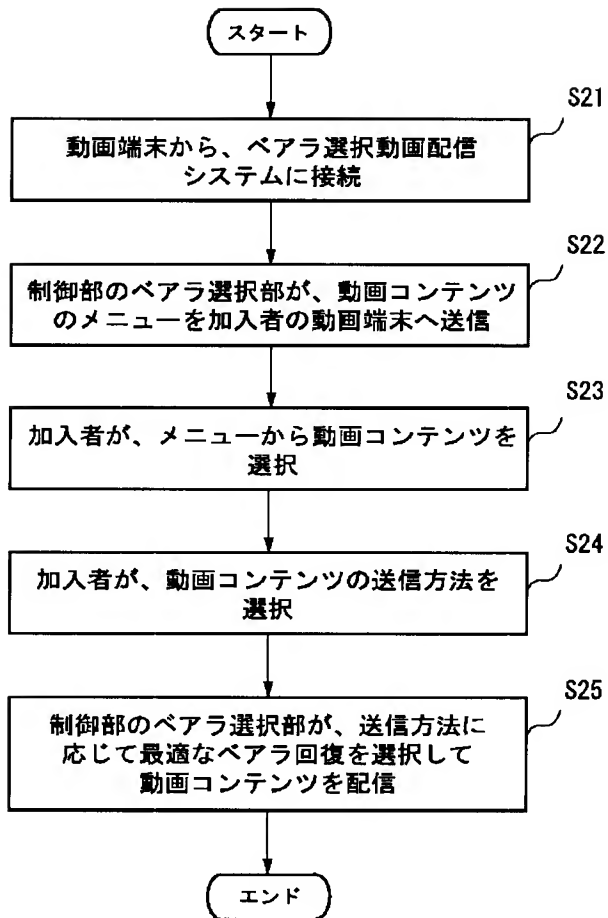 スタート
S21
動画端末から、ベアラ選択動画配信
システムに接続
S22
制御部のベアラ選択部が、動画コンテンツ
のメニューを加入者の動画端末へ送信
S23
加入者が、メニューから動画コンテンツを
選択
S24
加入者が、動画コンテンツの送信方法を
選択
S25
制御部のベアラ選択部が、送信方法に
応じて最適なベアラ回復を選択して
動画コンテンツを配信
エンド